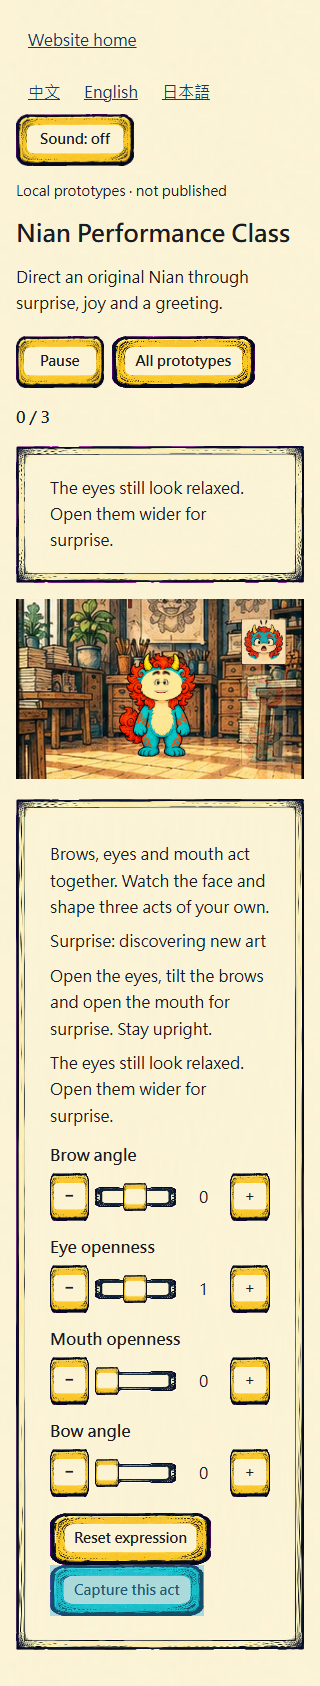 Website home
中文 English 日本語
Sound: off
Local prototypes · not published
Nian Performance Class
Direct an original Nian through
surprise, joy and a greeting.
Pause All prototypes
0 / 3
The eyes still look relaxed.
Open them wider for
surprise.
Brows, eyes and mouth act
together. Watch the face and
shape three acts of your own.
Surprise: discovering new art
Open the eyes, tilt the brows
and open the mouth for
surprise. Stay upright.
The eyes still look relaxed.
Open them wider for
surprise.
Brow angle
− 0 +
Eye openness
− 1 +
Mouth openness
− 0 +
Bow angle
− 0 +
Reset expression
Capture this act